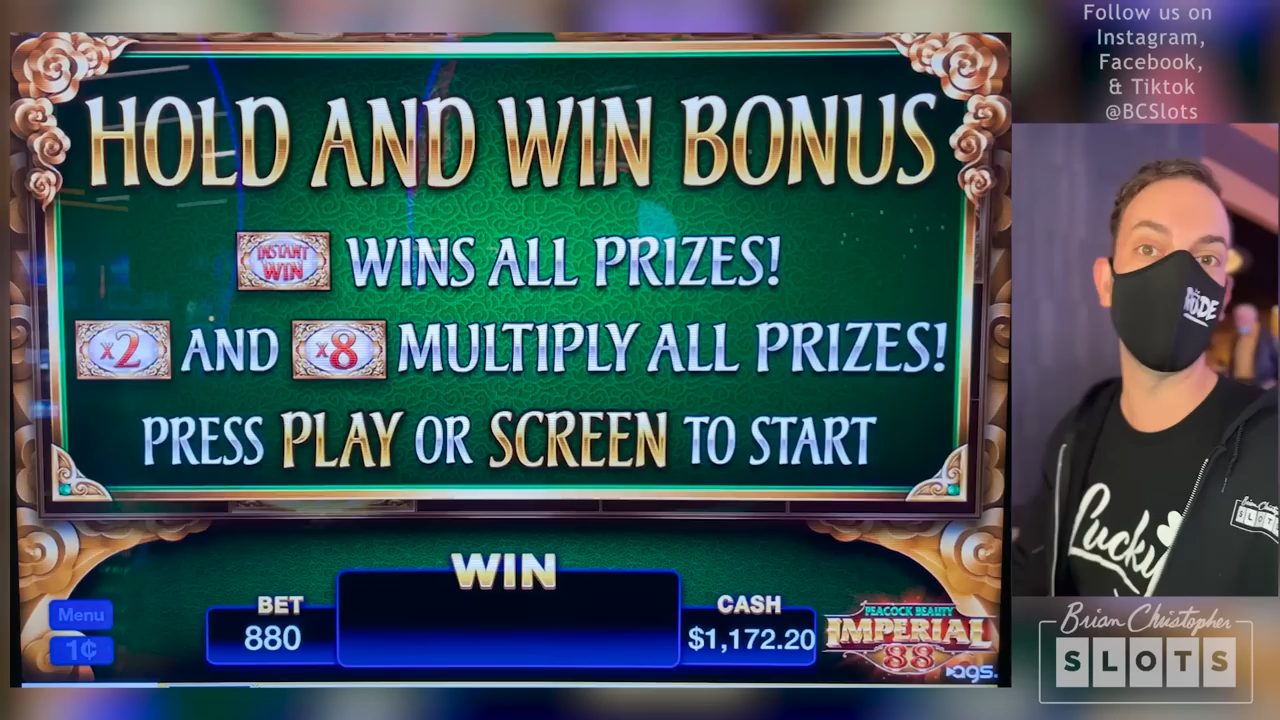 Follow us on
Instagram,
Facebook,
& Tiktok
@BCSlots
HOLD AND WIN BONUS
INSTANT WIN WINS ALL PRIZES!
x2 AND x8 MULTIPLY ALL PRIZES!
PRESS PLAY OR SCREEN TO START
WIN
BET
880
CASH
$1,172.20
Menu
1¢
PEACOCK BEAUTY
IMPERIAL
88
ags.
RUDE
Lucky
Brian Christopher
SLOTS